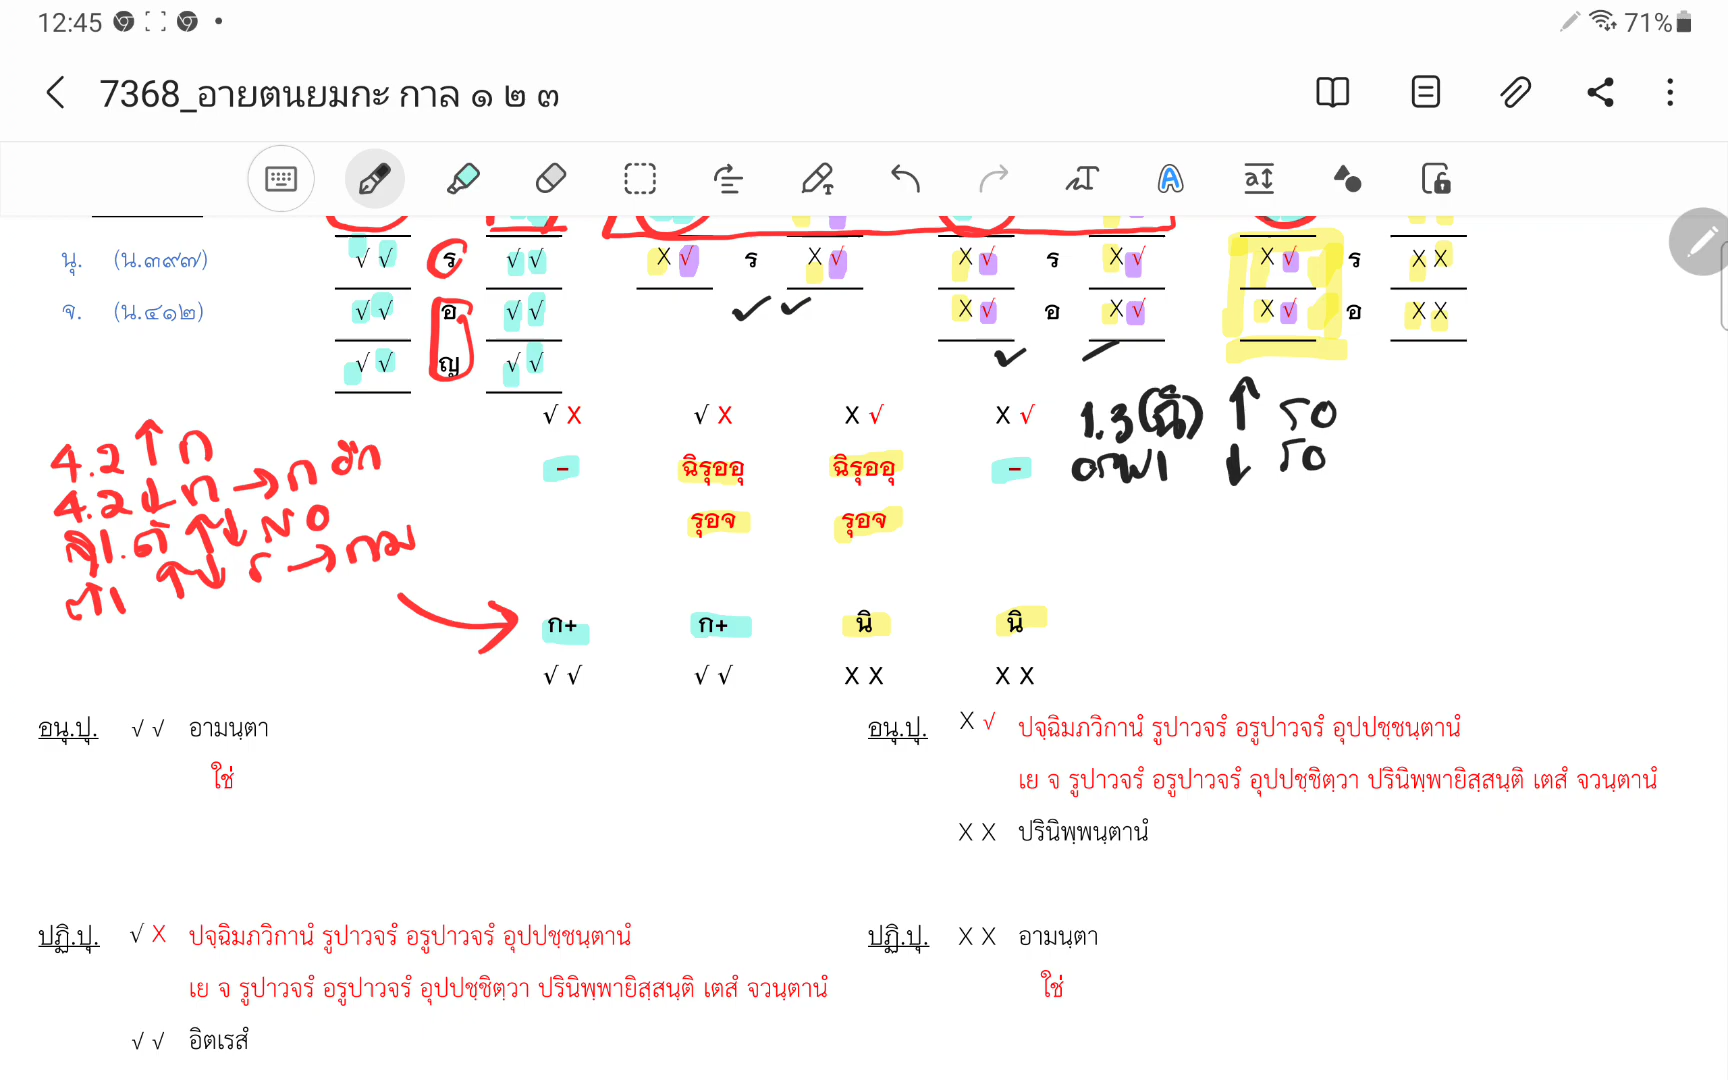 12:45
71%
7368_อายตนยมกะ กาล ๑ ๒ ๓
นุ. (น.๓๙๗) √ √ ร √ √ X √ ร X √ X √ ร X √ X √ ร X X
จ. (น.๔๑๒) √ √ อ √ √ X √ อ X √ X √ อ X X
√ √ ญ √ √
√ X √ X X √ X √
- ฉิรุออุ ฉิรุออุ -
รุอจ รุอจ
4.2 ↑ ก
4.2
1.3 (ฉิ) ↑ รอ
↓ รอ
ก+ ก+ นิ นิ
√ √ √ √ X X X X
อนุ.ปุ. √ √ อามนฺตา
ใช่
อนุ.ปุ. X √ ปจฺฉิมภวิกานํ รูปาวจรํ อรูปาวจรํ อุปปชฺชนฺตานํ
เย จ รูปาวจรํ อรูปาวจรํ อุปปชฺชิตฺวา ปรินิพฺพายิสฺสนฺติ เตสํ จวนฺตานํ
X X ปรินิพฺพนฺตานํ
ปฏิ.ปุ. √ X ปจฺฉิมภวิกานํ รูปาวจรํ อรูปาวจรํ อุปปชฺชนฺตานํ
เย จ รูปาวจรํ อรูปาวจรํ อุปปชฺชิตฺวา ปรินิพฺพายิสฺสนฺติ เตสํ จวนฺตานํ
√ √ อิตเรสํ
ปฏิ.ปุ. X X อามนฺตา
ใช่